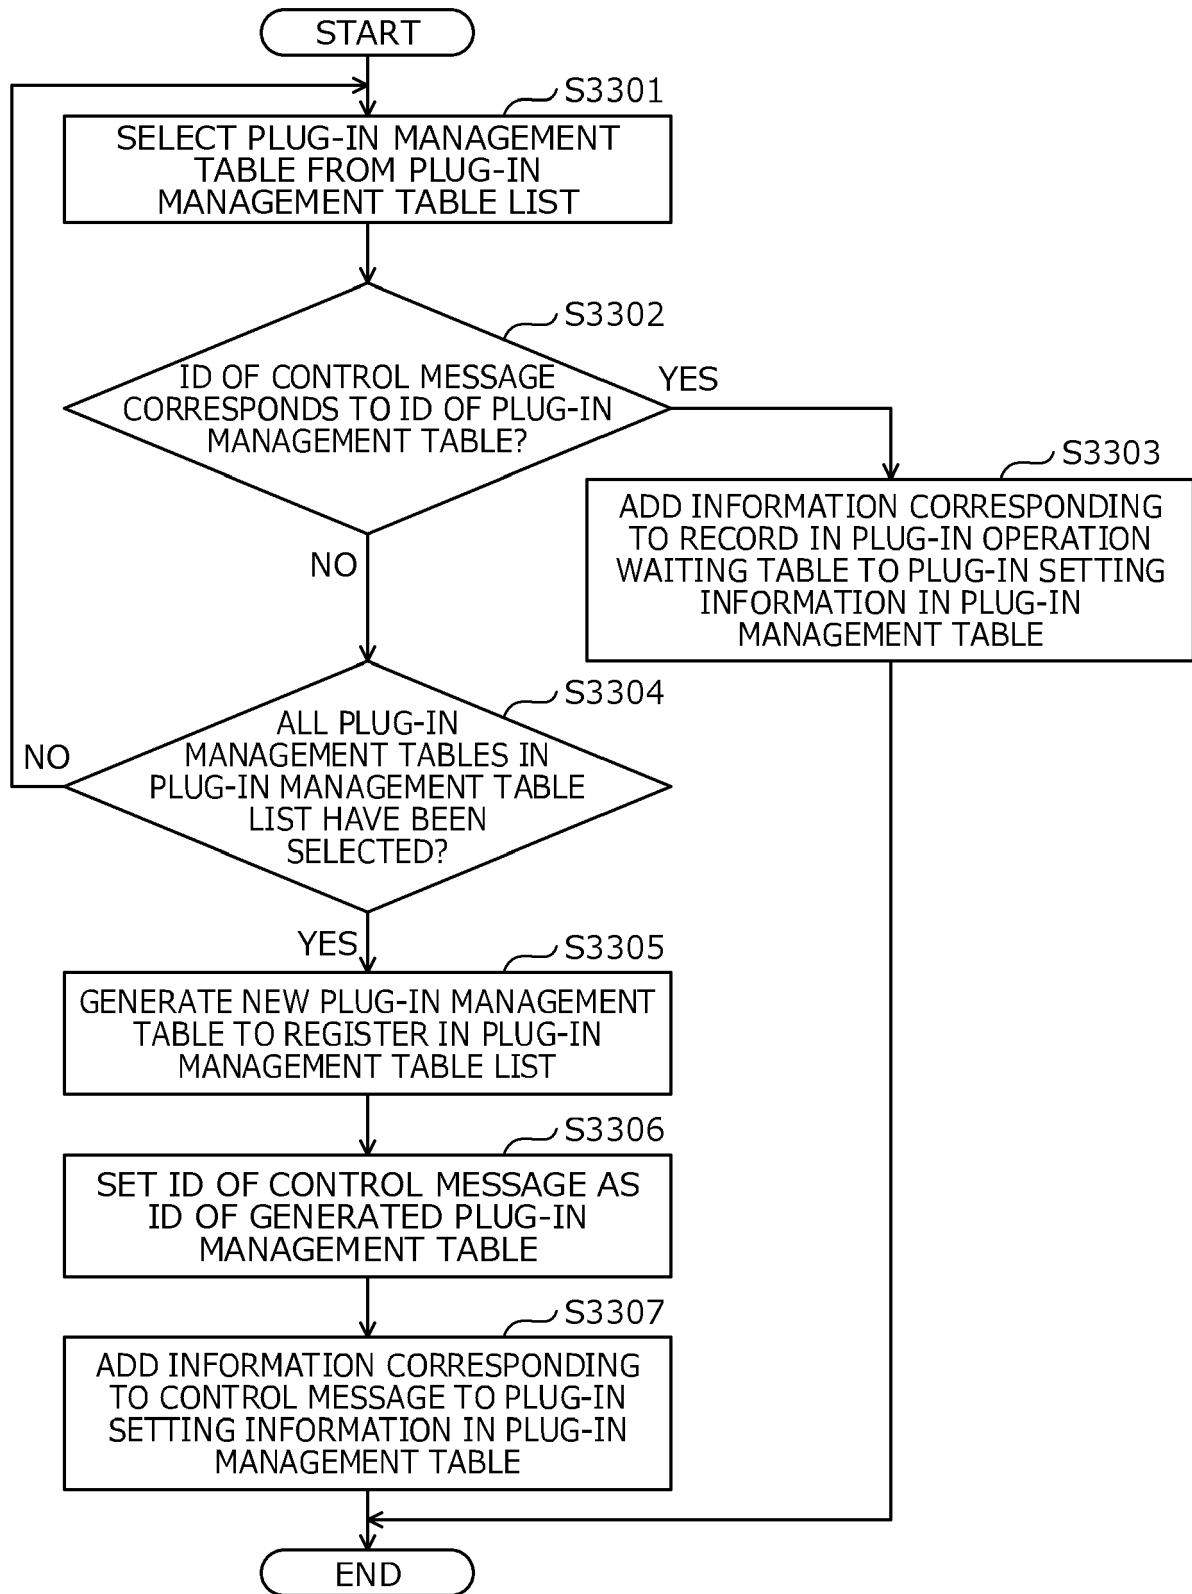 START
S3301
SELECT PLUG-IN MANAGEMENT
TABLE FROM PLUG-IN
MANAGEMENT TABLE LIST
S3302
ID OF CONTROL MESSAGE
CORRESPONDS TO ID OF PLUG-IN
MANAGEMENT TABLE?
YES
NO
S3303
ADD INFORMATION CORRESPONDING
TO RECORD IN PLUG-IN OPERATION
WAITING TABLE TO PLUG-IN SETTING
INFORMATION IN PLUG-IN
MANAGEMENT TABLE
S3304
ALL PLUG-IN
MANAGEMENT TABLES IN
PLUG-IN MANAGEMENT TABLE
LIST HAVE BEEN
SELECTED?
NO
YES
S3305
GENERATE NEW PLUG-IN MANAGEMENT
TABLE TO REGISTER IN PLUG-IN
MANAGEMENT TABLE LIST
S3306
SET ID OF CONTROL MESSAGE AS
ID OF GENERATED PLUG-IN
MANAGEMENT TABLE
S3307
ADD INFORMATION CORRESPONDING
TO CONTROL MESSAGE TO PLUG-IN
SETTING INFORMATION IN PLUG-IN
MANAGEMENT TABLE
END